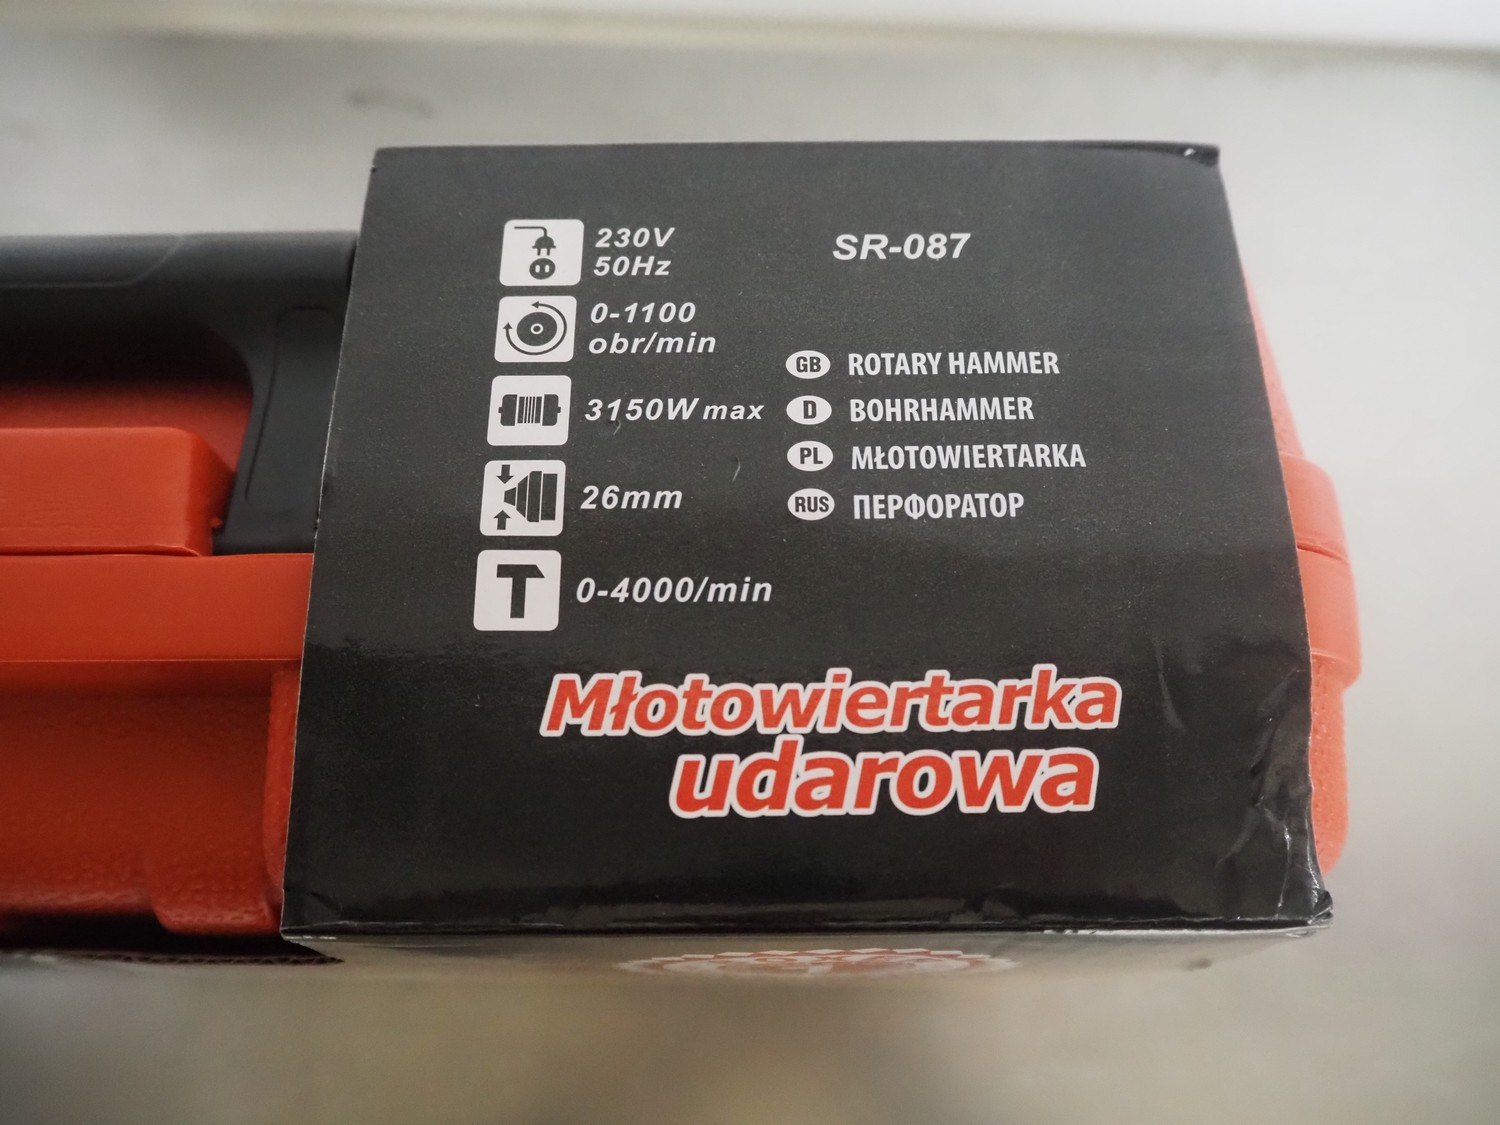 230V
50Hz
SR-087
0-1100
obr/min
3150W max
26mm
0-4000/min
GB ROTARY HAMMER
D BOHRHAMMER
PL MŁOTOWIERTARKA
RUS ПЕРФОРАТОР
Młotowiertarka
udarowa